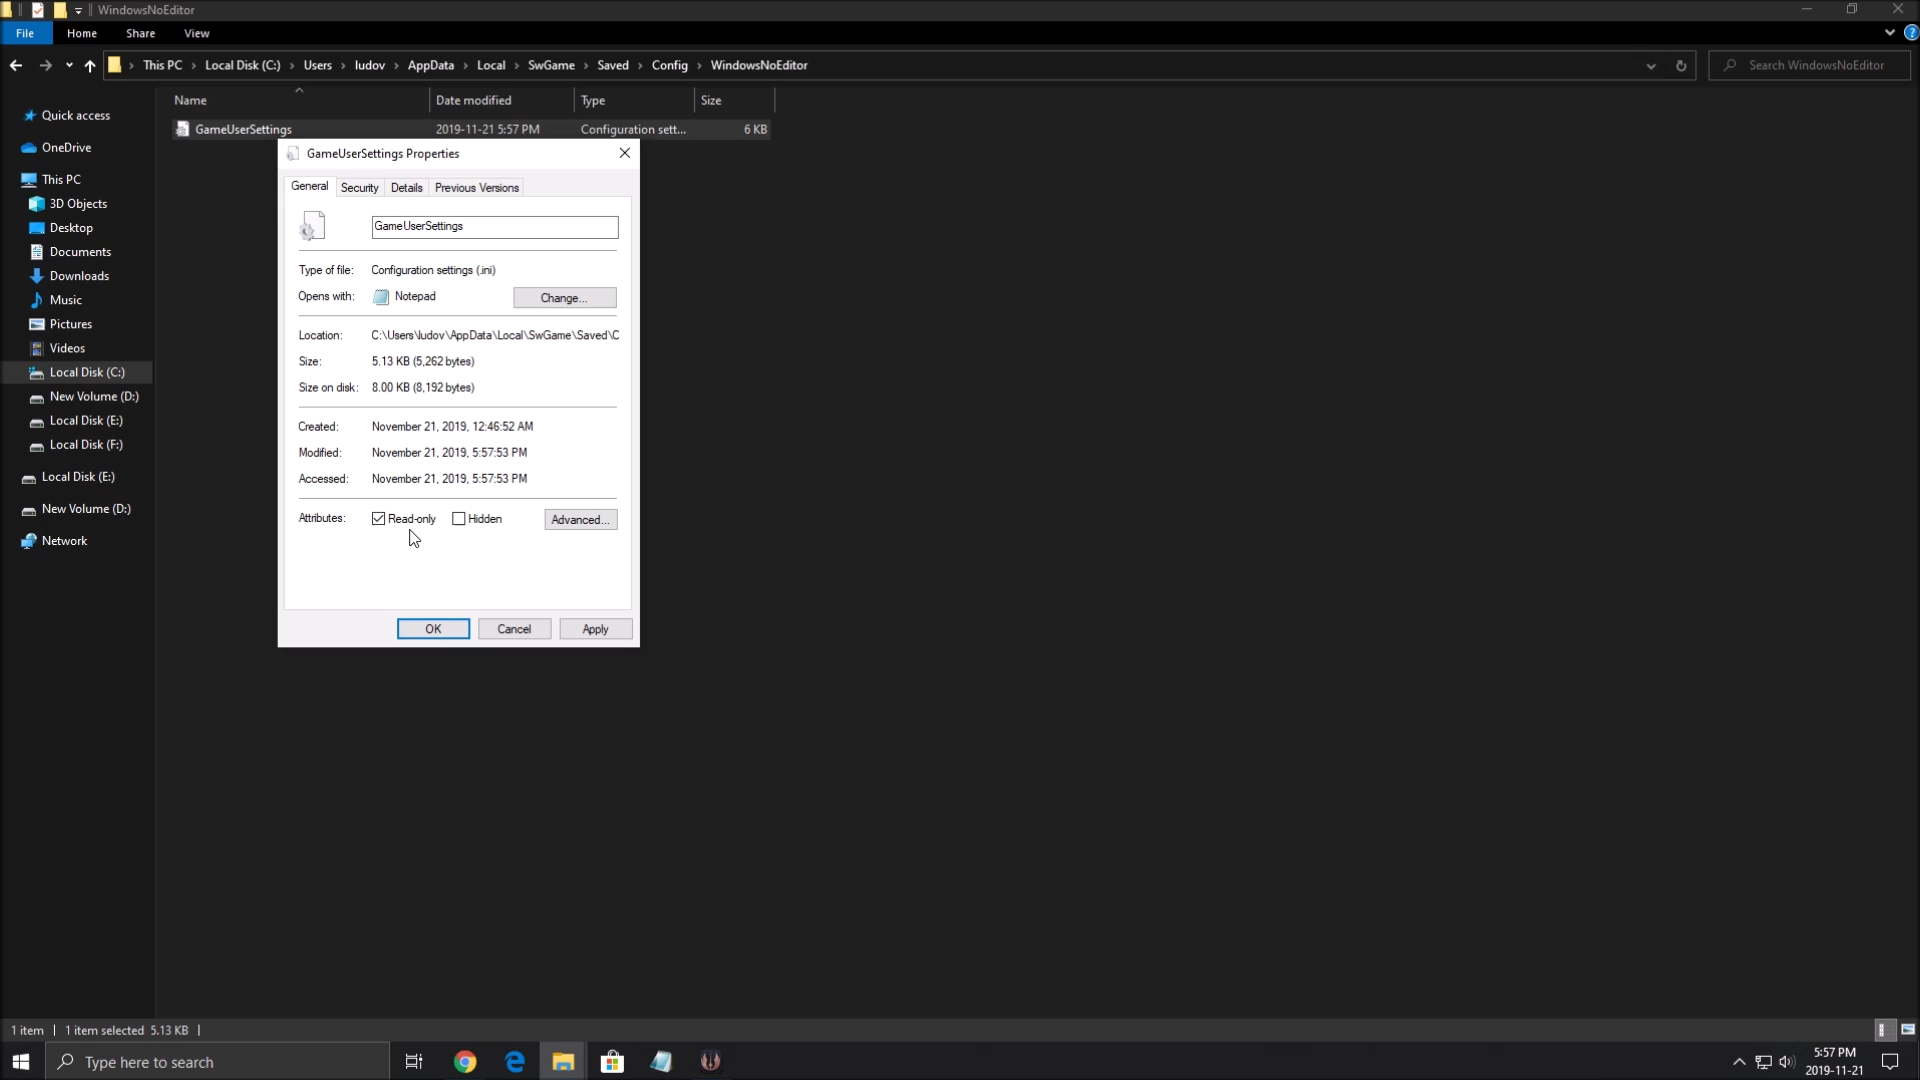 WindowsNoEditor
File Home Share View
This PC Local Disk (C:) Users ludov AppData Local SwGame Saved Config WindowsNoEditor
Search WindowsNoEditor
Name Date modified Type Size
GameUserSettings 2019-11-21 5:57 PM Configuration sett... 6 KB
Quick access
OneDrive
This PC
3D Objects
Desktop
Documents
Downloads
Music
Pictures
Videos
Local Disk (C:)
New Volume (D:)
Local Disk (E:)
Local Disk (F:)
Local Disk (E:)
New Volume (D:)
Network
GameUserSettings Properties
General Security Details Previous Versions
GameUserSettings
Type of file: Configuration settings (.ini)
Opens with: Notepad Change...
Location: C:\Users\ludov\AppData\Local\SwGame\Saved\C
Size: 5.13 KB (5,262 bytes)
Size on disk: 8.00 KB (8,192 bytes)
Created: November 21, 2019, 12:46:52 AM
Modified: November 21, 2019, 5:57:53 PM
Accessed: November 21, 2019, 5:57:53 PM
Attributes: Read-only Hidden Advanced...
OK Cancel Apply
1 item 1 item selected 5.13 KB
Type here to search
5:57 PM
2019-11-21